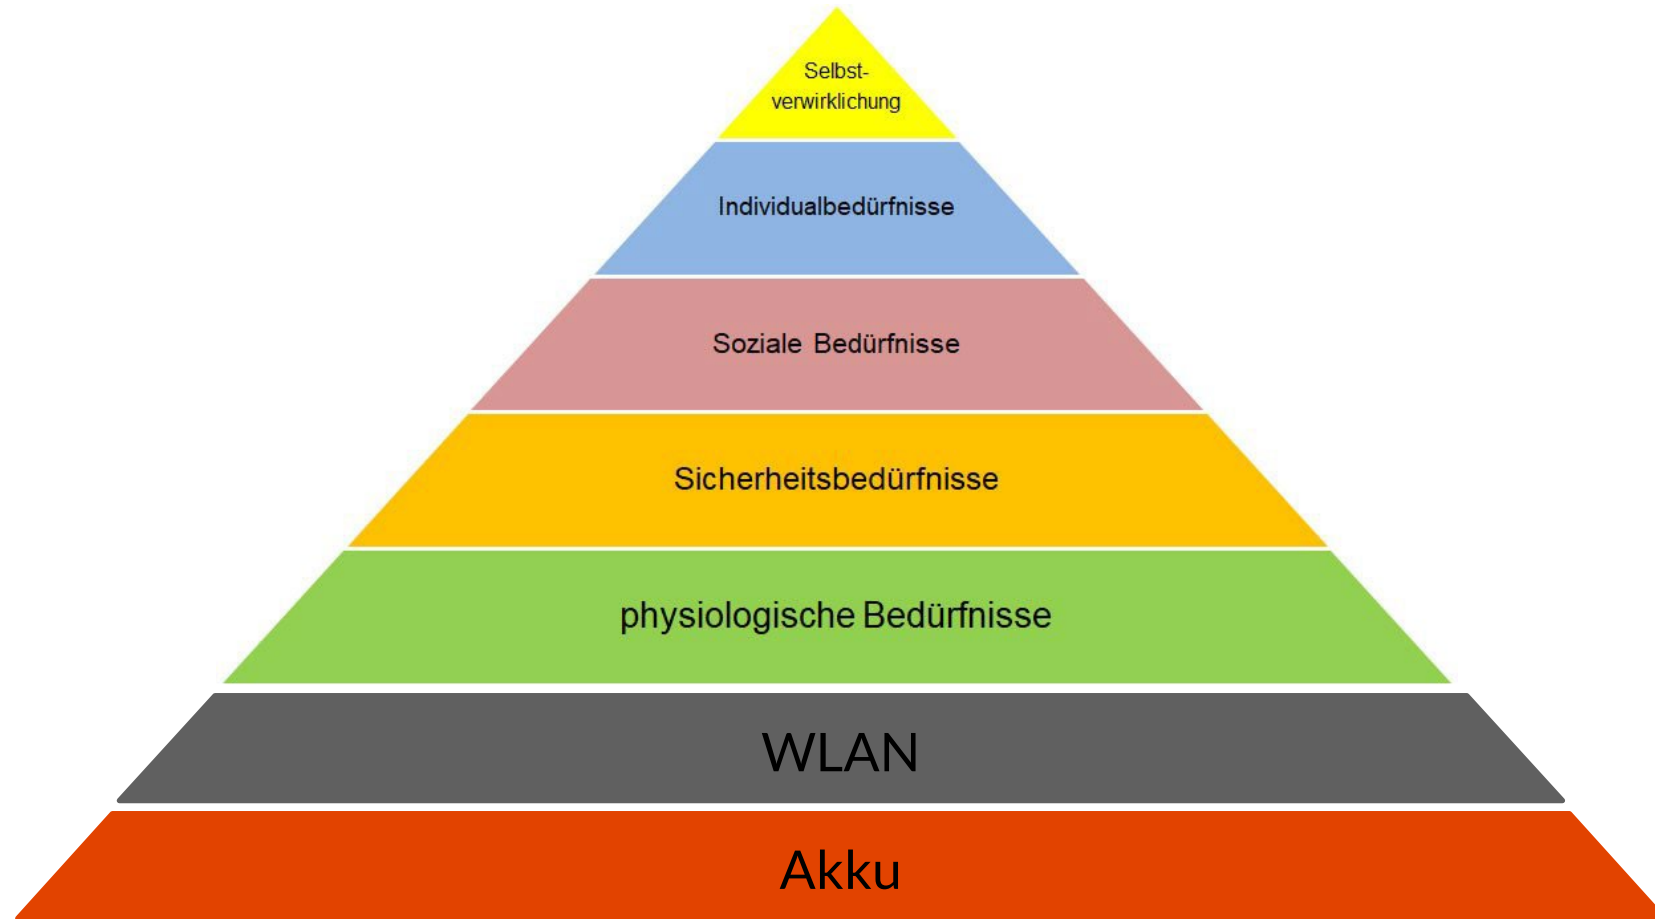 Selbst-
verwirklichung
Individualbedürfnisse
Soziale Bedürfnisse
Sicherheitsbedürfnisse
physiologische Bedürfnisse
WLAN
Akku